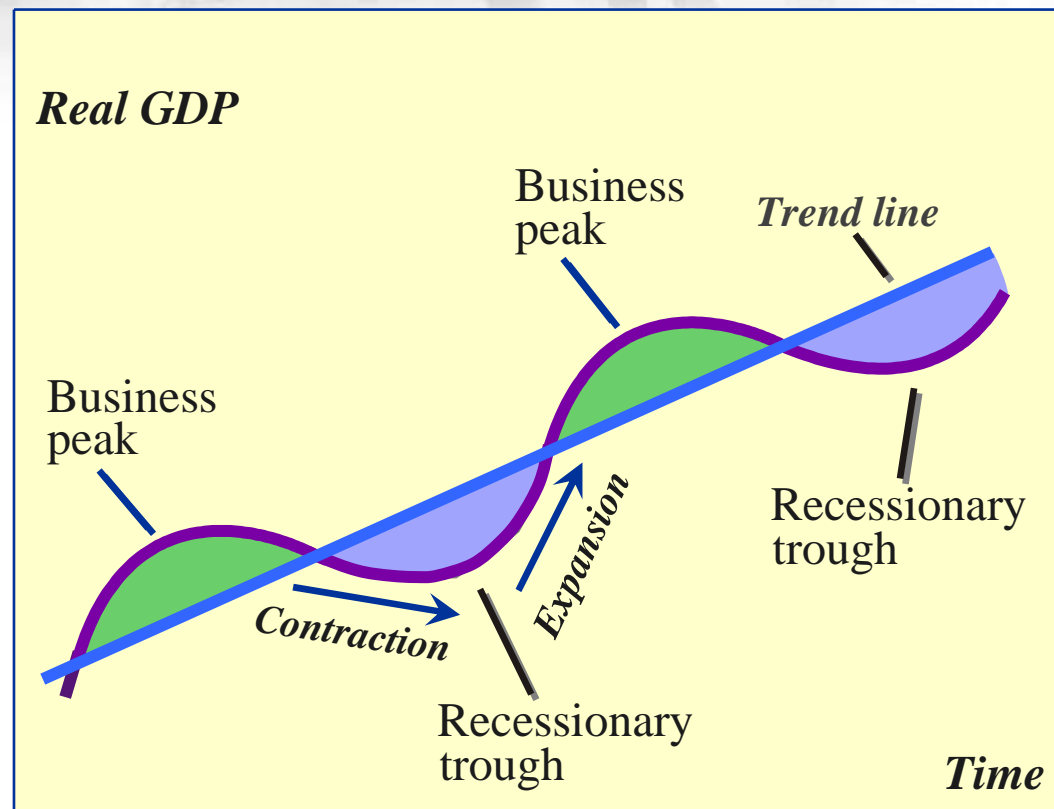 Real GDP
Business
peak
Trend line
Business
peak
Expansion
Recessionary
trough
Contraction
Recessionary
trough
Time